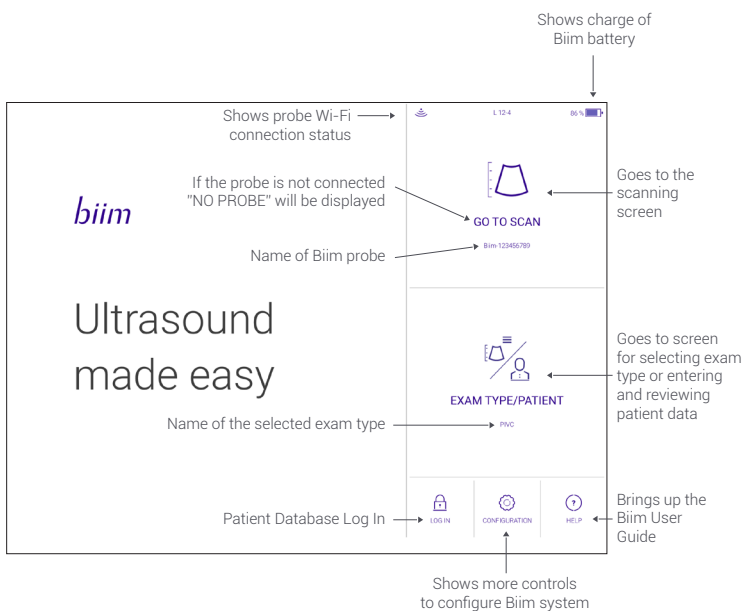 Shows charge of
Biim battery
Shows probe Wi-Fi
connection status
L 12-4
86 %
If the probe is not connected
"NO PROBE" will be displayed
Goes to the
scanning
screen
biim
GO TO SCAN
Name of Biim probe
Biim-123456789
Ultrasound
made easy
Goes to screen
for selecting exam
type or entering
and reviewing
patient data
EXAM TYPE/PATIENT
Name of the selected exam type
PIVC
Patient Database Log In
LOG IN
CONFIGURATION
?
HELP
Brings up the
Biim User
Guide
Shows more controls
to configure Biim system